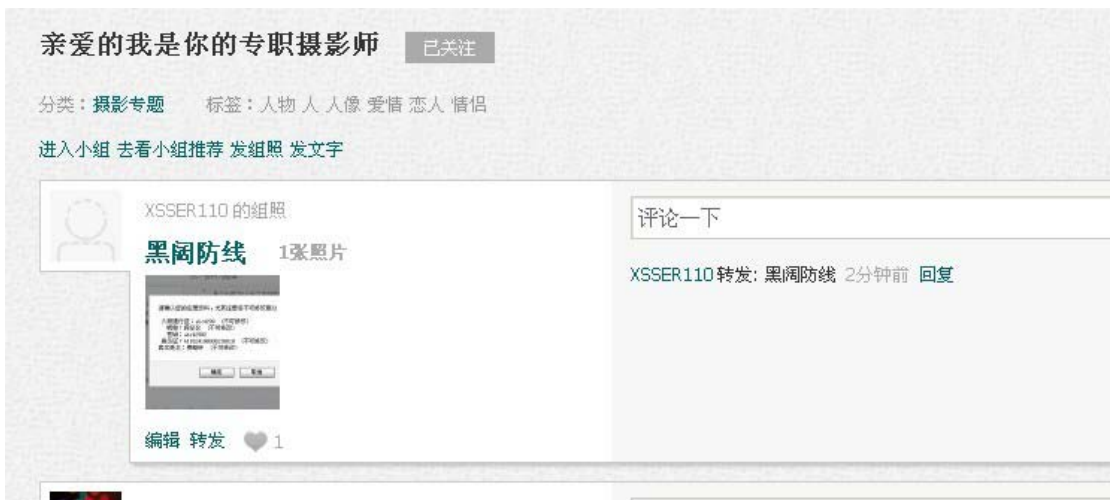 亲爱的我是你的专职摄影师 已关注
分类：摄影专题 标签：人物 人 人像 爱情 恋人 情侣
进入小组 去看小组推荐 发组照 发文字
XSSER110 的组照
黑阔防线 1张照片
编辑 转发 1
评论一下
XSSER110 转发: 黑阔防线 2分钟前 回复